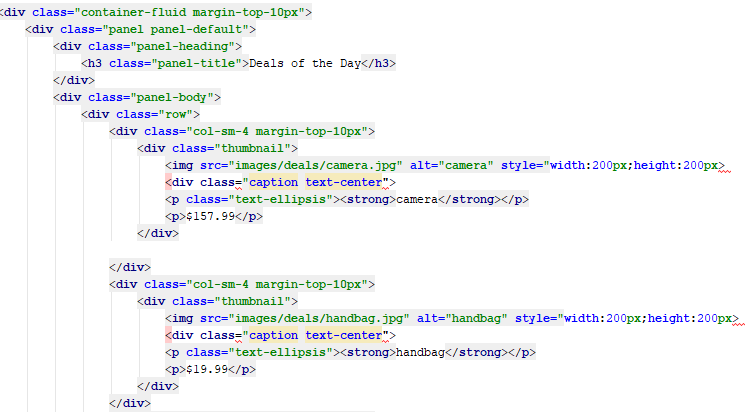 <div class="container-fluid margin-top-10px">
<div class="panel panel-default">
<div class="panel-heading">
<h3 class="panel-title">Deals of the Day</h3>
</div>
<div class="panel-body">
<div class="row">
<div class="col-sm-4 margin-top-10px">
<div class="thumbnail">
<img src="images/deals/camera.jpg" alt="camera" style="width:200px;height:200px>
<div class="caption text-center">
<p class="text-ellipsis"><strong>camera</strong></p>
<p>$157.99</p>
</div>
</div>
<div class="col-sm-4 margin-top-10px">
<div class="thumbnail">
<img src="images/deals/handbag.jpg" alt="handbag" style="width:200px;height:200px>
<div class="caption text-center">
<p class="text-ellipsis"><strong>handbag</strong></p>
<p>$19.99</p>
</div>
</div>